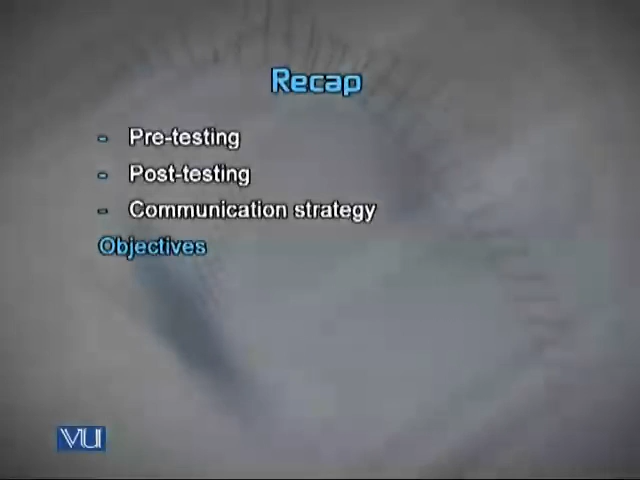 Recap
- Pre-testing
- Post-testing
- Communication strategy
Objectives
VU